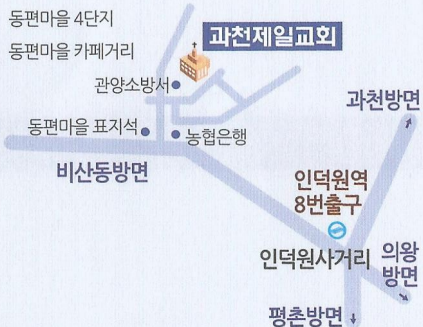 동편마을 4단지
동편마을 카페거리
과천제일교회
관양소방서
과천방면
동편마을 표지석
농협은행
비산동방면
인덕원역
8번출구
인덕원사거리
의왕
방면
평촌방면